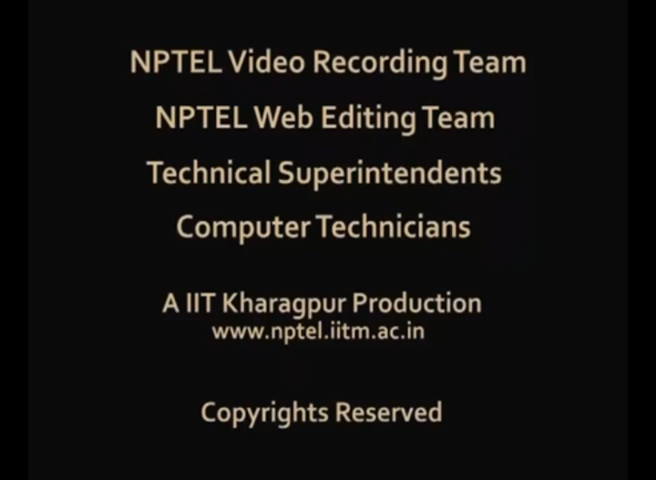 NPTEL Video Recording Team
NPTEL Web Editing Team
Technical Superintendents
Computer Technicians
A IIT Kharagpur Production
www.nptel.iitm.ac.in
Copyrights Reserved